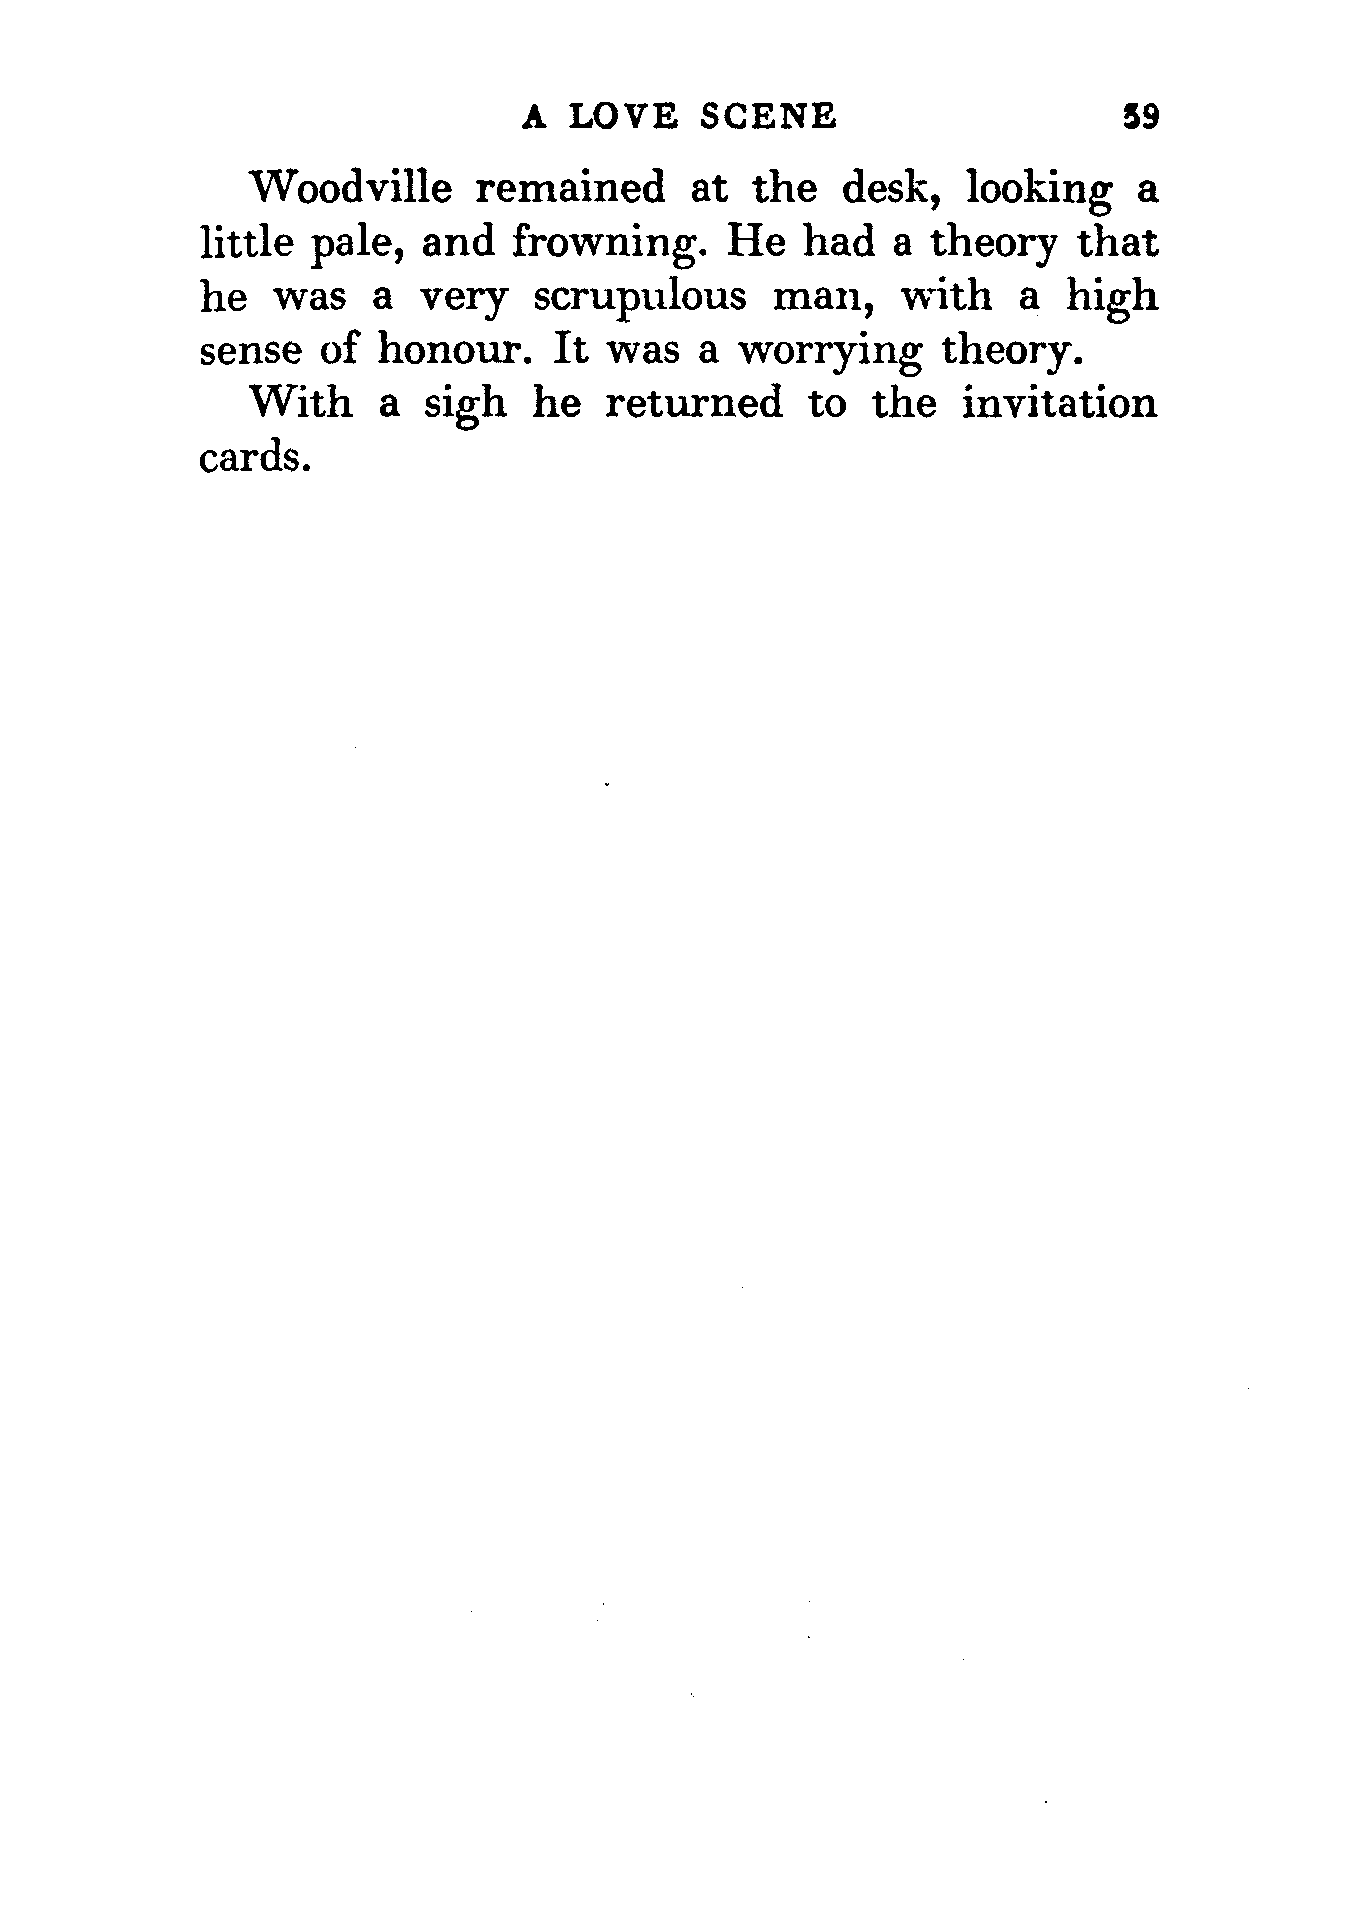 A LOVE SCENE 59
Woodville remained at the desk, looking a
little pale, and frowning. He had a theory that
he was a very scrupulous man, with a high
sense of honour. It was a worrying theory.
With a sigh he returned to the invitation
cards.